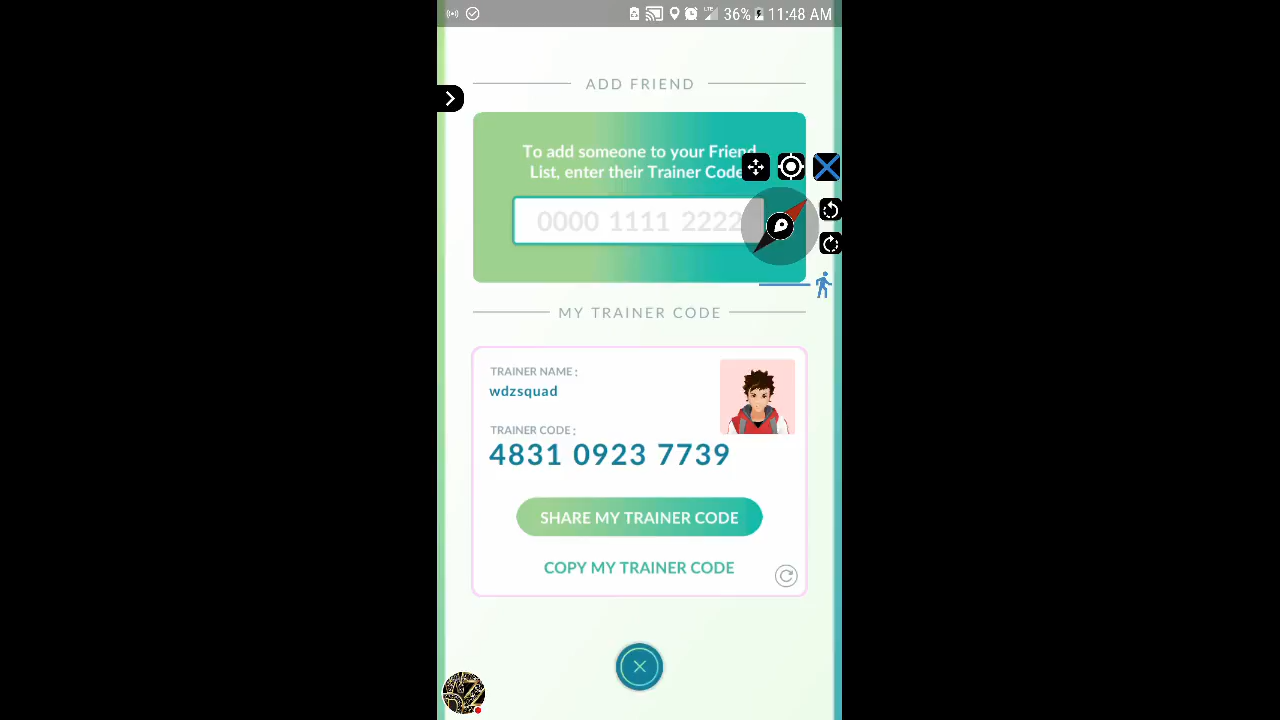 LTE 36% 11:48 AM
ADD FRIEND
To add someone to your Friend
List, enter their Trainer Code
0000 1111 2222
MY TRAINER CODE
TRAINER NAME :
wdzsquad
TRAINER CODE :
4831 0923 7739
SHARE MY TRAINER CODE
COPY MY TRAINER CODE